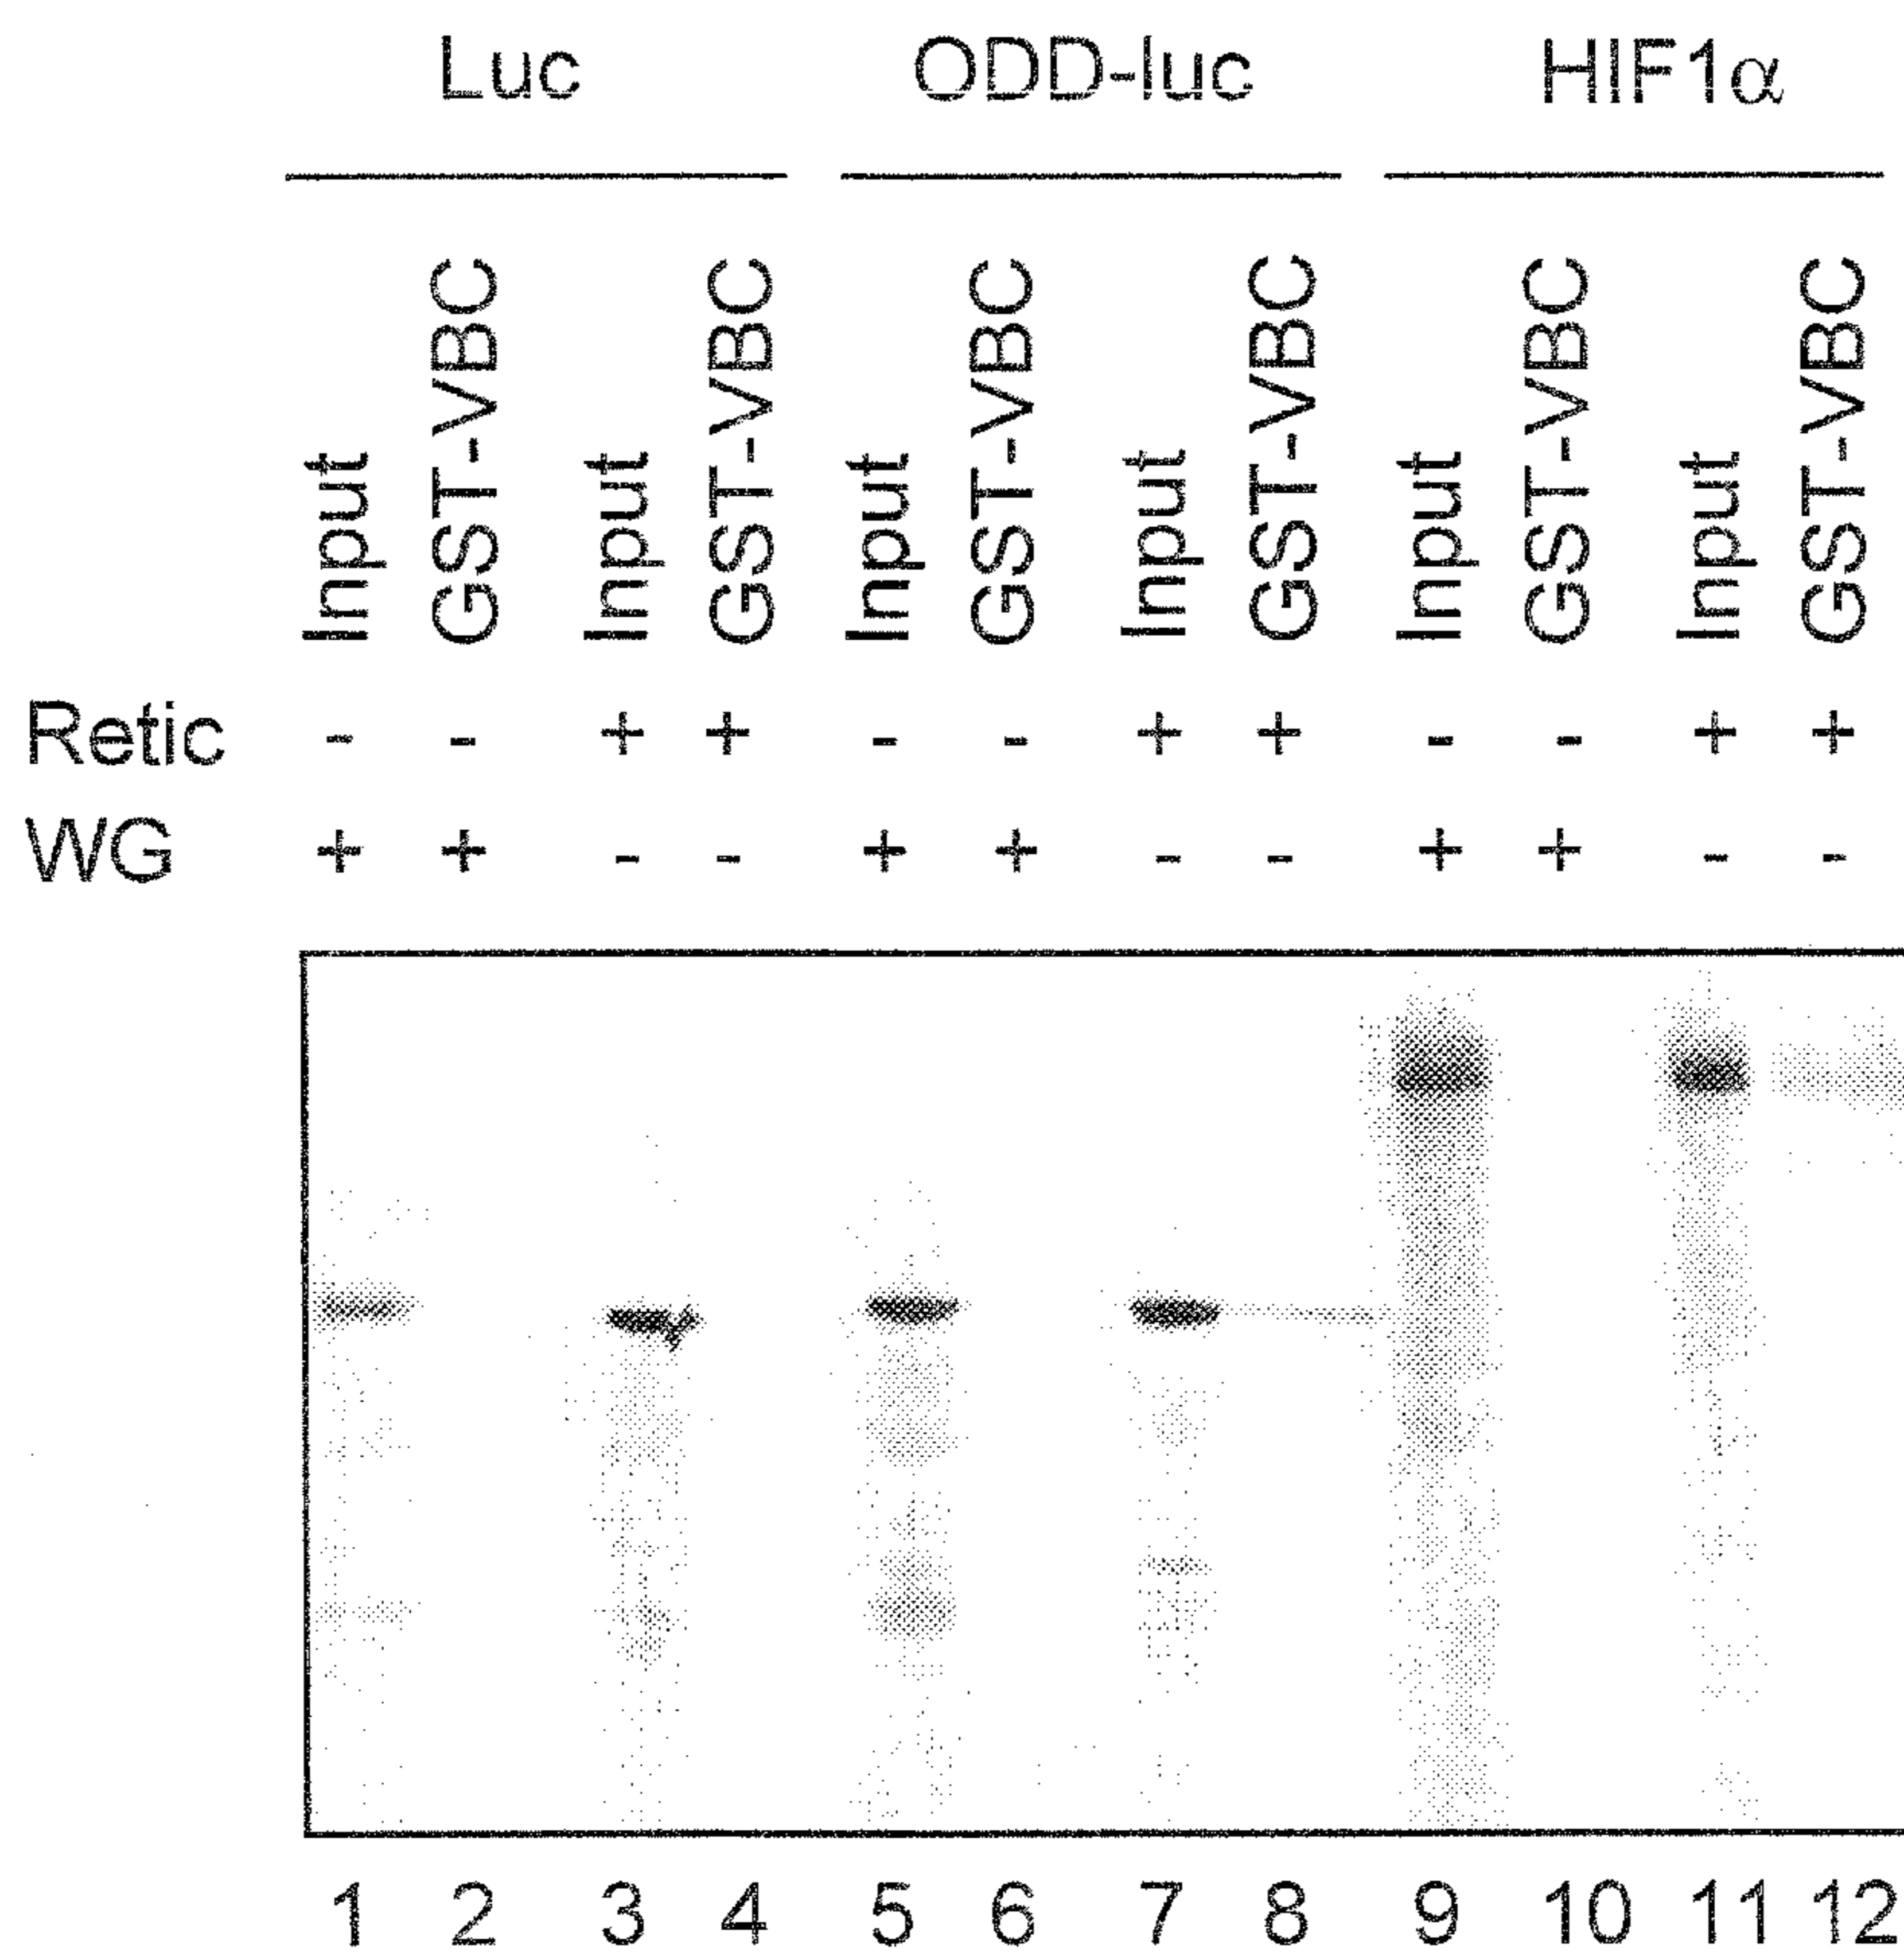 Luc ODD-luc HIF1α
Input GST-VBC Input GST-VBC Input GST-VBC Input GST-VBC Input GST-VBC Input GST-VBC
Retic - - + + - - + + - - + +
WG + + - - + + - - + + - -
1 2 3 4 5 6 7 8 9 10 11 12